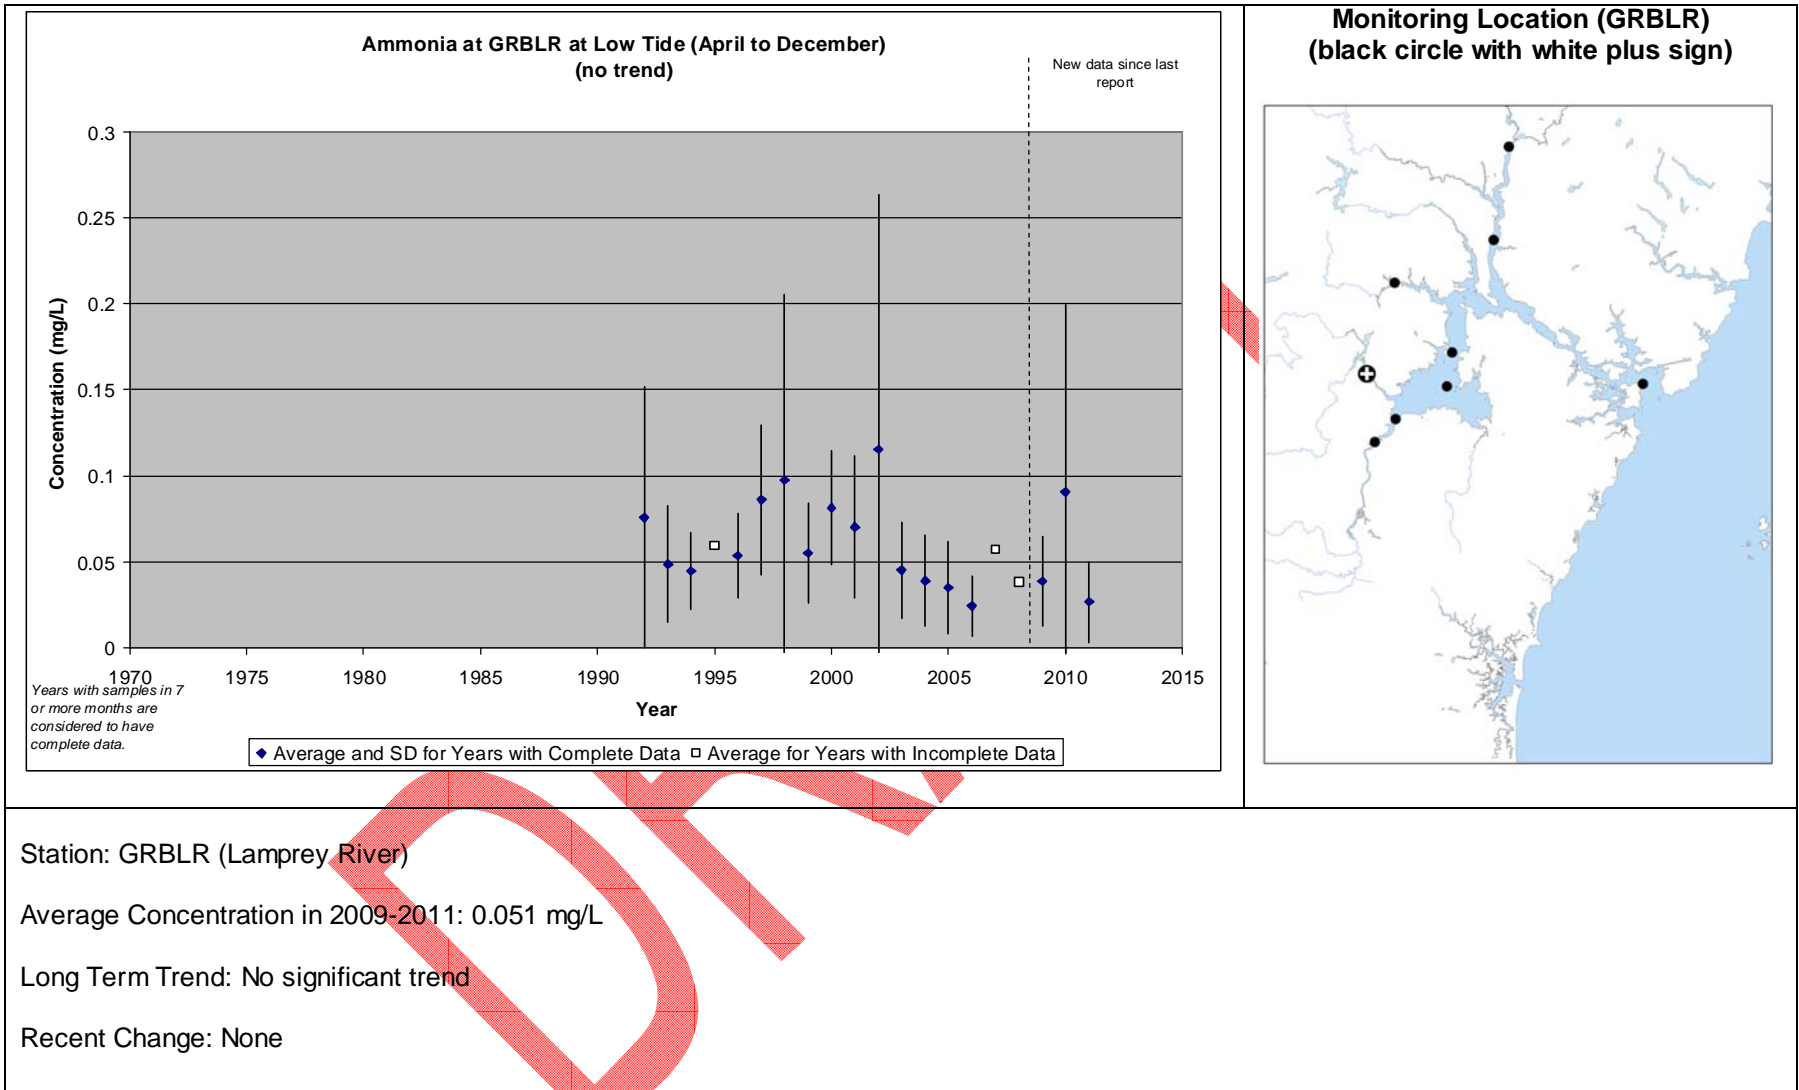 Ammonia at GRBLR at Low Tide (April to December)
(no trend)
New data since last
report
Concentration (mg/L)
0.3
0.25
0.2
0.15
0.1
0.05
0
1970 1975 1980 1985 1990 1995 2000 2005 2010 2015
Year
Years with samples in 7
or more months are
considered to have
complete data.
Average and SD for Years with Complete Data Average for Years with Incomplete Data
Monitoring Location (GRBLR)
(black circle with white plus sign)
Station: GRBLR (Lamprey River)
Average Concentration in 2009-2011: 0.051 mg/L
Long Term Trend: No significant trend
Recent Change: None